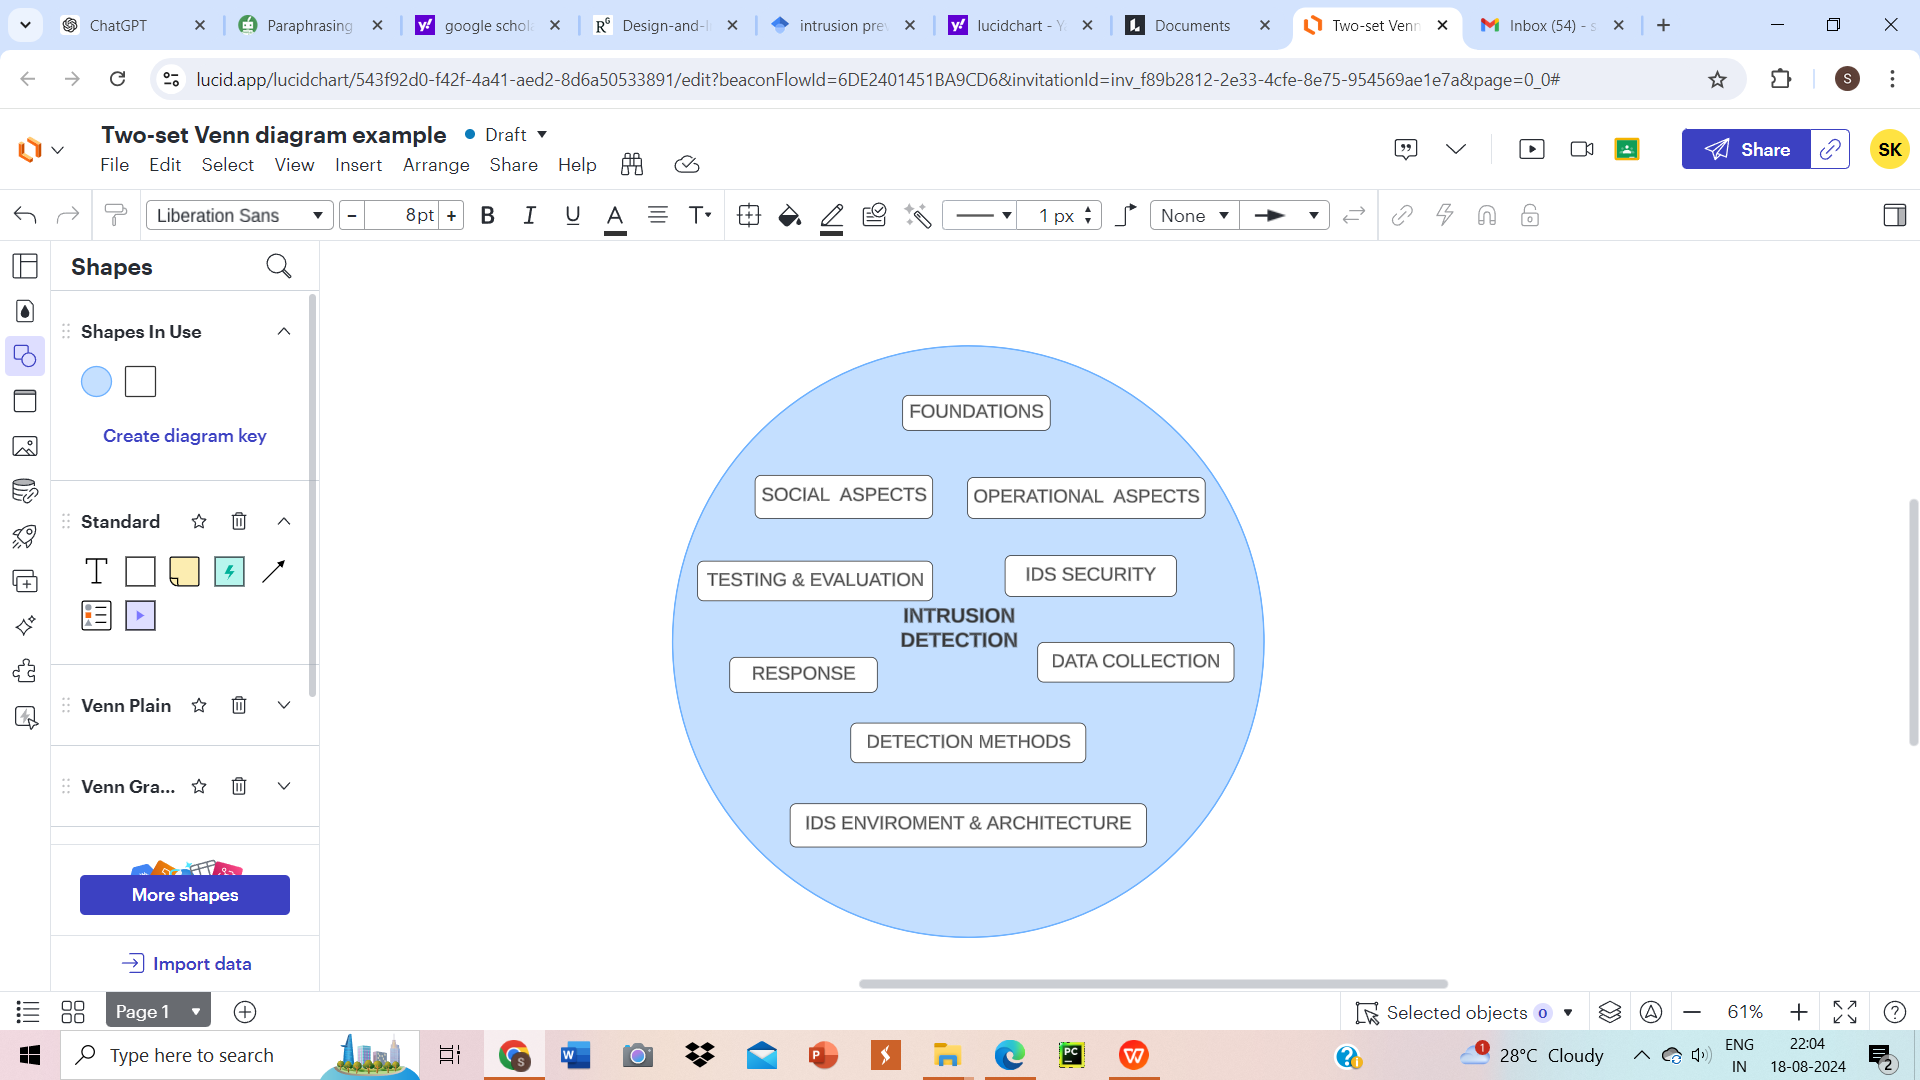 ChatGPT
Paraphrasing
google schola
Design-and-I
intrusion prev
lucidchart - Y
Documents
Two-set Venn
Inbox (54) - s
lucid.app/lucidchart/543f92d0-f42f-4a41-aed2-8d6a50533891/edit?beaconFlowId=6DE2401451BA9CD6&invitationId=inv_f89b2812-2e33-4cfe-8e75-954569ae1e7a&page=0_0#
S
Two-set Venn diagram example
Draft
File Edit Select View Insert Arrange Share Help
Share
SK
Liberation Sans
- 8pt +
B I U A T
1 px
None
Shapes
Shapes In Use
Create diagram key
Standard
T
Venn Plain
Venn Gra...
More shapes
Import data
FOUNDATIONS
SOCIAL ASPECTS
OPERATIONAL ASPECTS
TESTING & EVALUATION
IDS SECURITY
INTRUSION
DETECTION
RESPONSE
DATA COLLECTION
DETECTION METHODS
IDS ENVIROMENT & ARCHITECTURE
Page 1
Selected objects 0
61%
Type here to search
28°C Cloudy
ENG
IN
22:04
18-08-2024
2